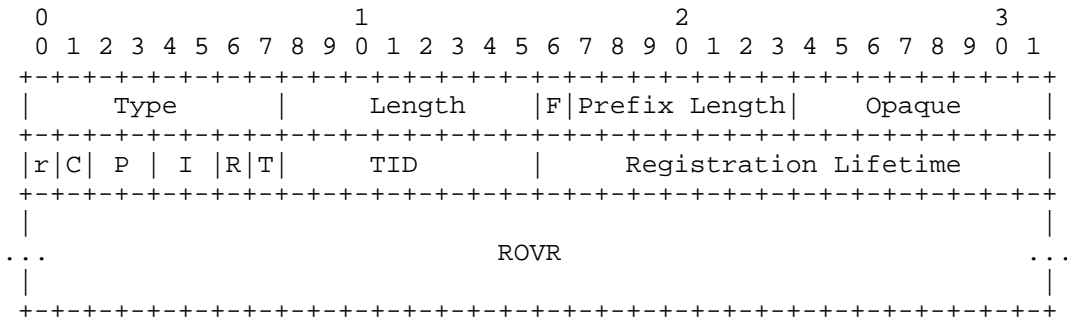 0                   1                   2                   3
 0 1 2 3 4 5 6 7 8 9 0 1 2 3 4 5 6 7 8 9 0 1 2 3 4 5 6 7 8 9 0 1
+-+-+-+-+-+-+-+-+-+-+-+-+-+-+-+-+-+-+-+-+-+-+-+-+-+-+-+-+-+-+-+-+
|     Type      |     Length    |F|Prefix Length|    Opaque     |
+-+-+-+-+-+-+-+-+-+-+-+-+-+-+-+-+-+-+-+-+-+-+-+-+-+-+-+-+-+-+-+-+
|r|C| P | I |R|T|     TID       |     Registration Lifetime     |
+-+-+-+-+-+-+-+-+-+-+-+-+-+-+-+-+-+-+-+-+-+-+-+-+-+-+-+-+-+-+-+-+
|                                                               |
...                            ROVR                            ...
|                                                               |
+-+-+-+-+-+-+-+-+-+-+-+-+-+-+-+-+-+-+-+-+-+-+-+-+-+-+-+-+-+-+-+-+